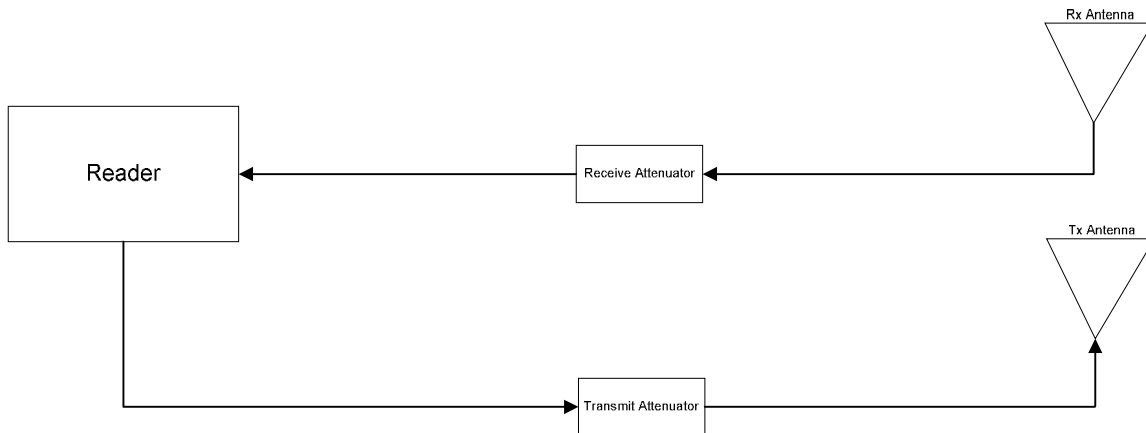 Rx Antenna
Reader
Receive Attenuator
Tx Antenna
Transmit Attenuator